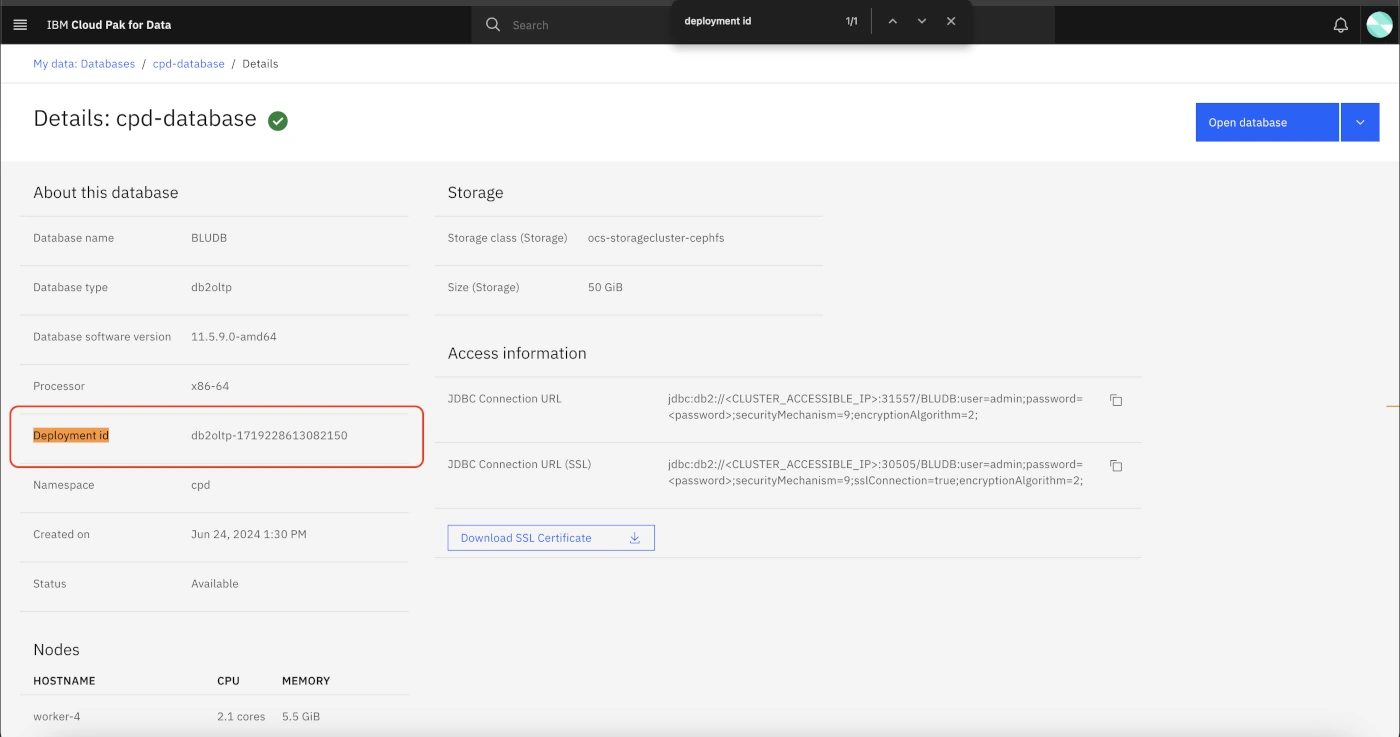 IBM Cloud Pak for Data
Search
deployment id
1/1
My data: Databases / cpd-database / Details
Details: cpd-database
Open database
About this database
Database name BLUDB
Database type db2oltp
Database software version 11.5.9.0-amd64
Processor x86-64
Deployment id db2oltp-1719228613082150
Namespace cpd
Created on Jun 24, 2024 1:30 PM
Status Available
Nodes
HOSTNAME CPU MEMORY
worker-4 2.1 cores 5.5 GiB
Storage
Storage class (Storage) ocs-storagecluster-cephfs
Size (Storage) 50 GiB
Access information
JDBC Connection URL jdbc:db2://<CLUSTER_ACCESSIBLE_IP>:31557/BLUDB:user=admin;password=
<password>;securityMechanism=9;encryptionAlgorithm=2;
JDBC Connection URL (SSL) jdbc:db2://<CLUSTER_ACCESSIBLE_IP>:30505/BLUDB:user=admin;password=
<password>;securityMechanism=9;sslConnection=true;encryptionAlgorithm=2;
Download SSL Certificate